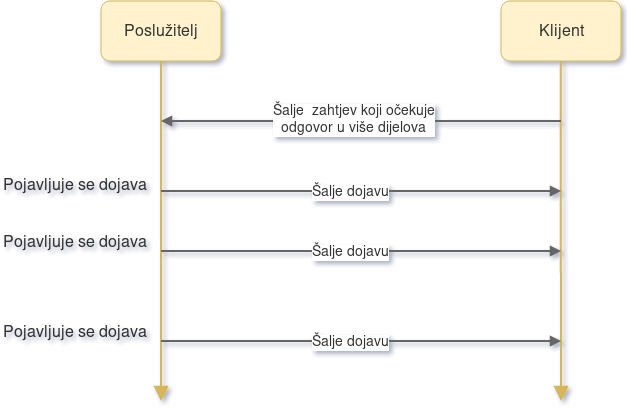 Poslužitelj
Klijent
Šalje zahtjev koji očekuje
odgovor u više dijelova
Pojavljuje se dojava
Šalje dojavu
Pojavljuje se dojava
Šalje dojavu
Pojavljuje se dojava
Šalje dojavu